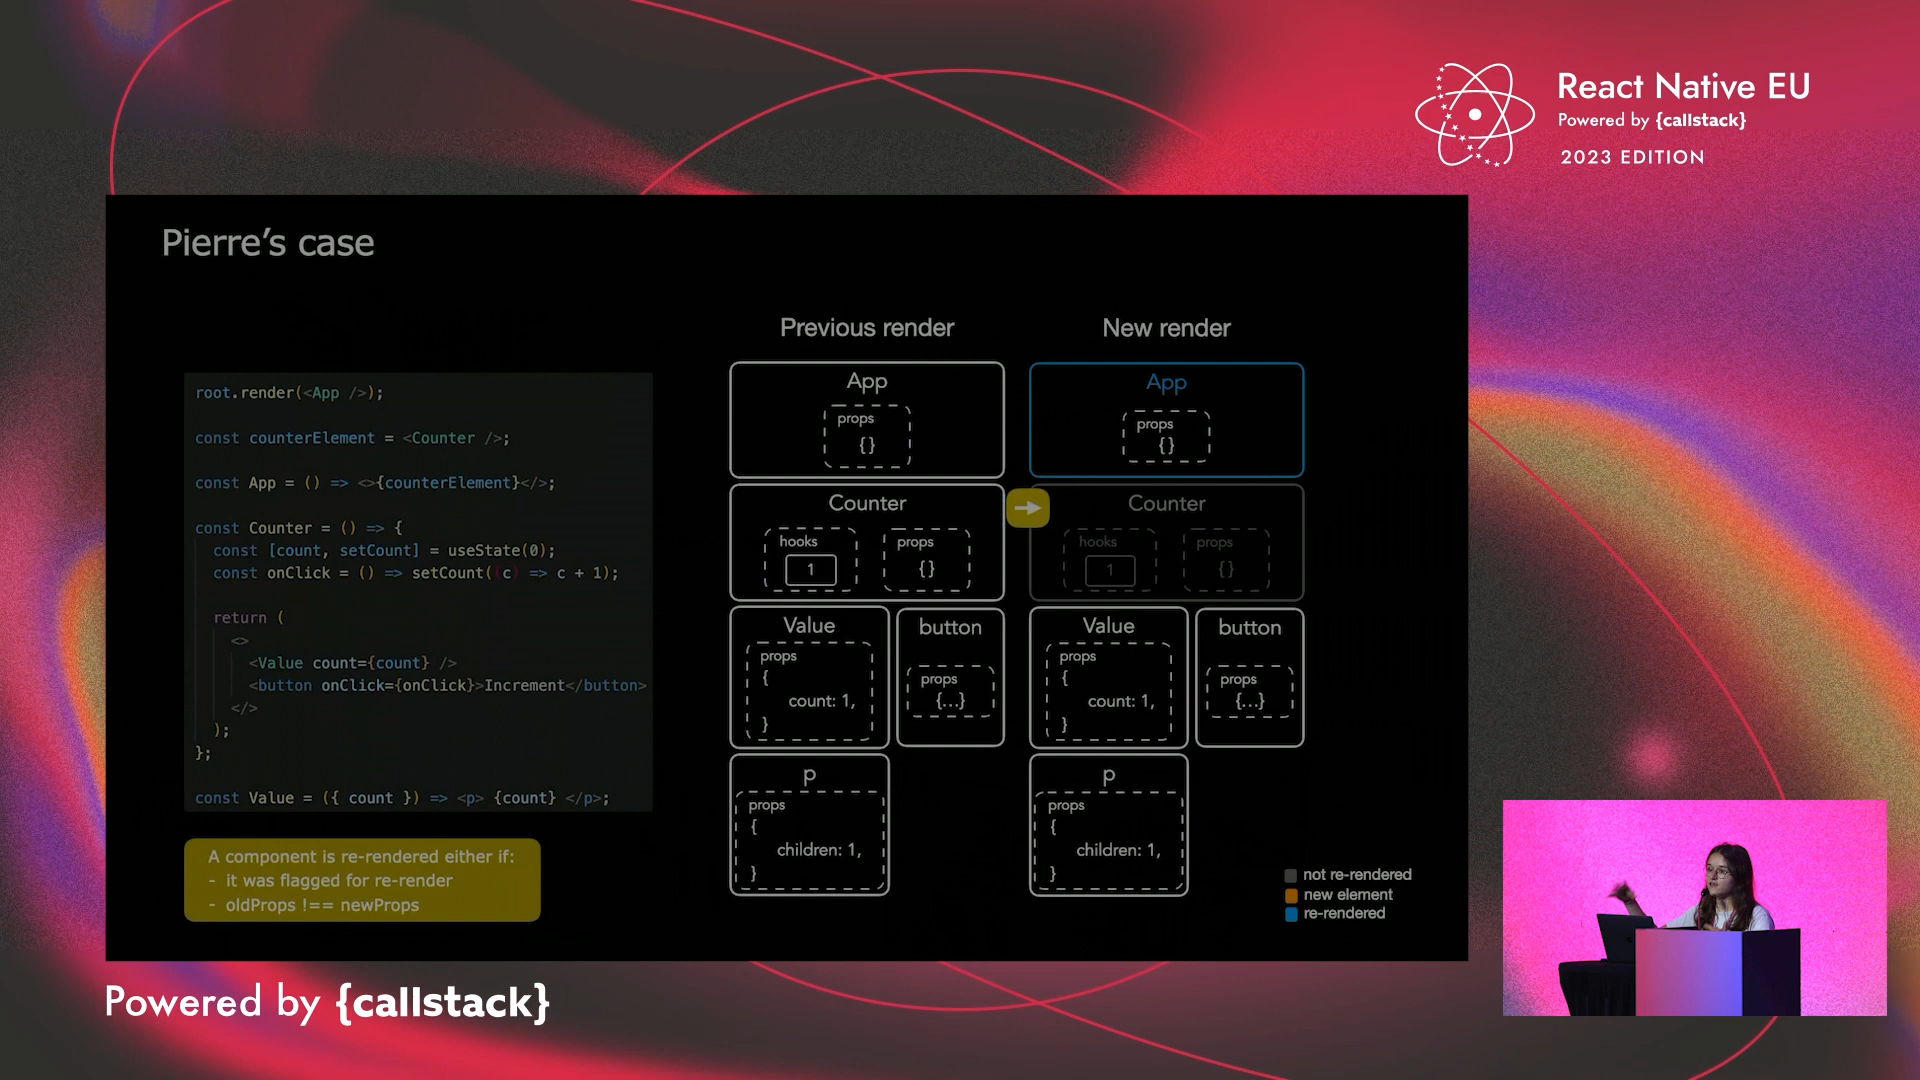 React Native EU
Powered by {callstack}
2023 EDITION
Pierre's case
root.render(<App />);
const counterElement = <Counter />;
const App = () => <>{counterElement}</>;
const Counter = () => {
const [count, setCount] = useState(0);
const onClick = () => setCount((c) => c + 1);
return (
<>
<Value count={count} />
<button onClick={onClick}>Increment</button>
</>
);
};
const Value = ({ count }) => <p> {count} </p>;
A component is re-rendered either if:
- it was flagged for re-render
- oldProps !== newProps
Previous render
App
props
{}
Counter
hooks
1
props
{}
Value
props
{
count: 1,
}
button
props
{...}
p
props
{
children: 1,
}
New render
App
props
{}
Counter
hooks
1
props
{}
Value
props
{
count: 1,
}
button
props
{...}
p
props
{
children: 1,
}
not re-rendered
new element
re-rendered
Powered by {callstack}